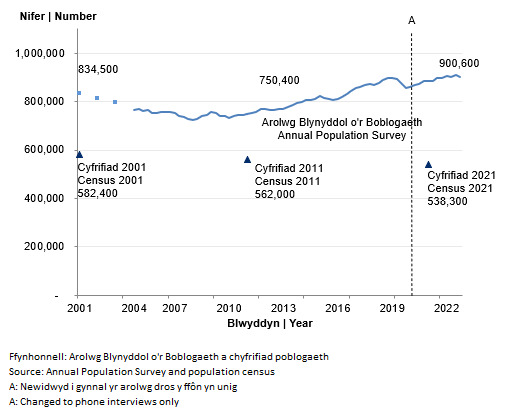 Nifer | Number
A
1,000,000
800,000
600,000
400,000
200,000
-
834,500
750,400
900,600
Arolwg Blynyddol o'r Boblogaeth
Annual Population Survey
Cyfrifiad 2001
Census 2001
582,400
Cyfrifiad 2011
Census 2011
562,000
Cyfrifiad 2021
Census 2021
538,300
2001 2004 2007 2010 2013 2016 2019 2022
Blwyddyn | Year
Ffynhonnell: Arolwg Blynyddol o'r Boblogaeth a chyfrifiad poblogaeth
Source: Annual Population Survey and population census
A: Newidwyd i gynnal yr arolwg dros y ffôn yn unig
A: Changed to phone interviews only